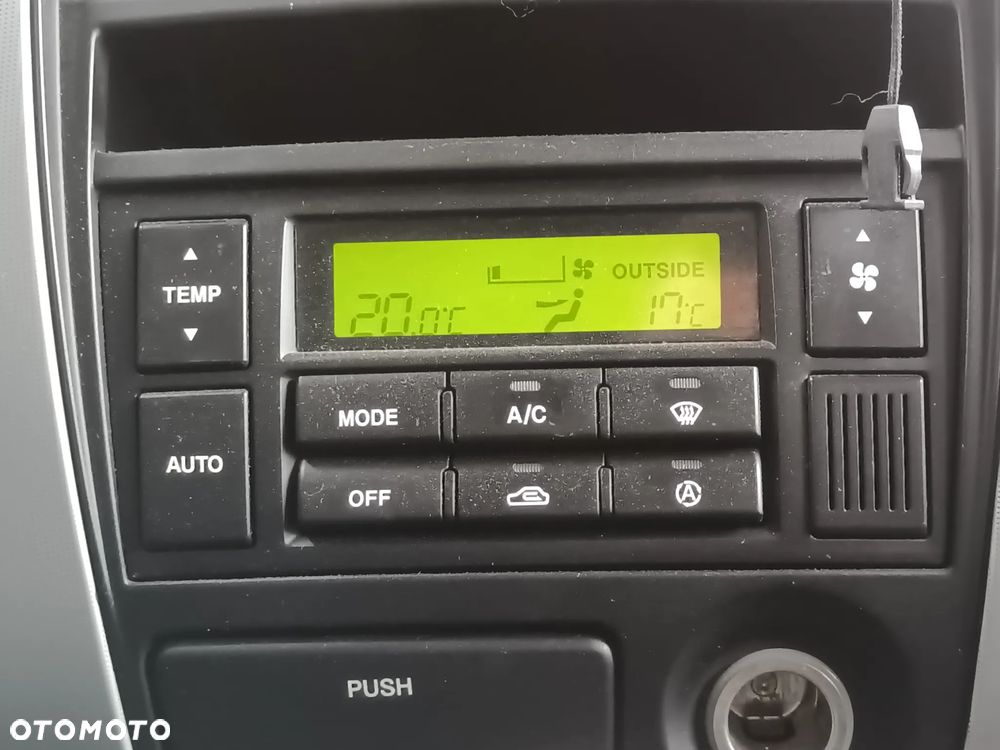 OUTSIDE
TEMP
20.0°C
17°C
MODE
A/C
AUTO
OFF
A
PUSH
OTOMOTO